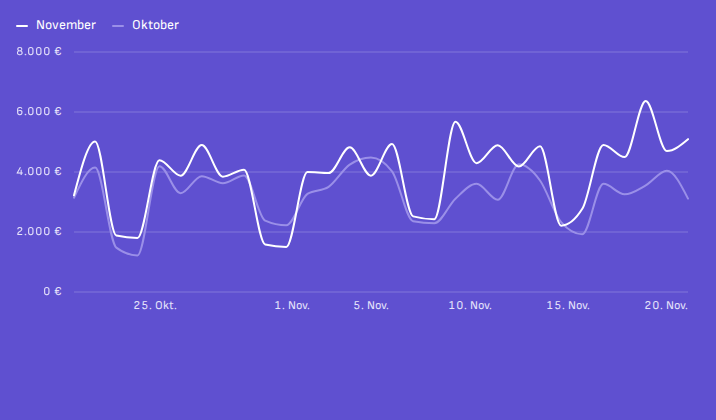 November Oktober
8.000 €
6.000 €
4.000 €
2.000 €
0 €
25. Okt. 1. Nov. 5. Nov. 10. Nov. 15. Nov. 20. Nov.